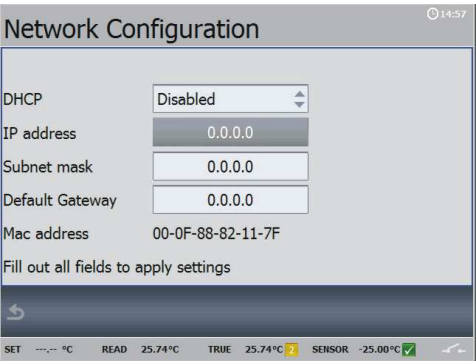 Network Configuration
14:57
DHCP Disabled
IP address 0.0.0.0
Subnet mask 0.0.0.0
Default Gateway 0.0.0.0
Mac address 00-0F-88-82-11-7F
Fill out all fields to apply settings
SET ---.-- °C READ 25.74°C TRUE 25.74°C 2 SENSOR -25.00°C